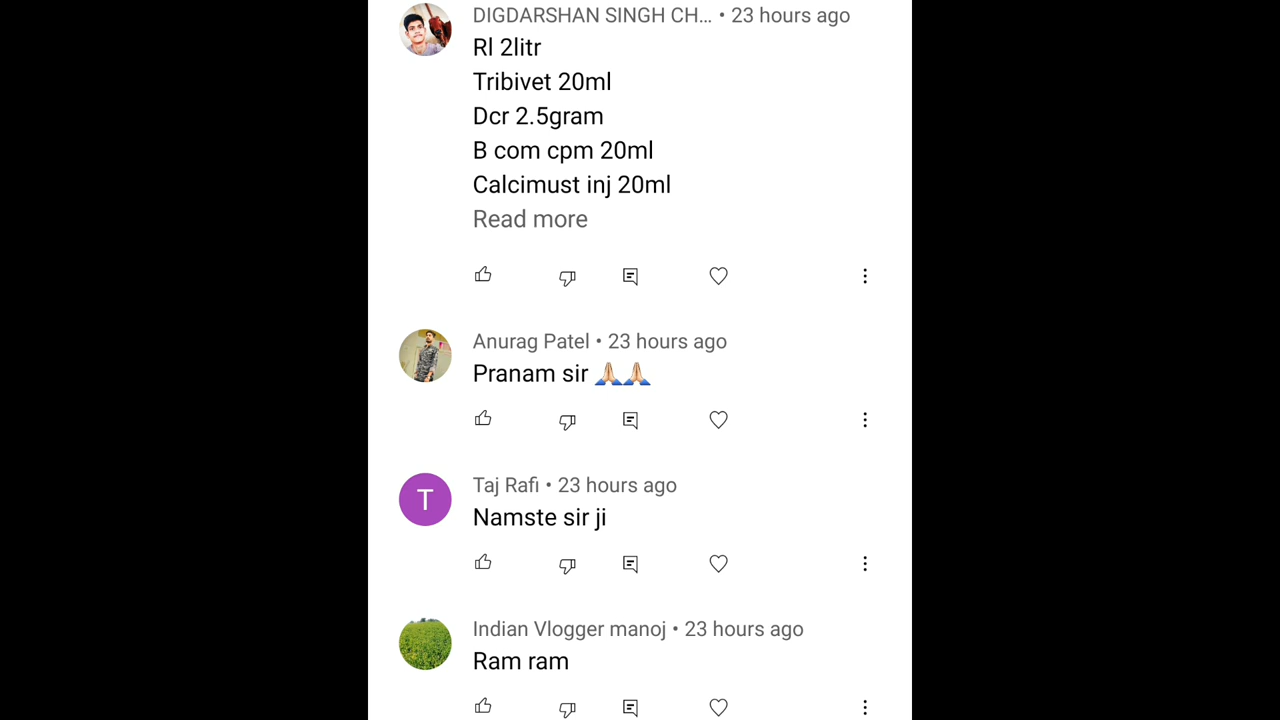 DIGDARSHAN SINGH CH... • 23 hours ago
Rl 2litr
Tribivet 20ml
Dcr 2.5gram
B com cpm 20ml
Calcimust inj 20ml
Read more
Anurag Patel • 23 hours ago
Pranam sir 🙏🙏
T
Taj Rafi • 23 hours ago
Namste sir ji
Indian Vlogger manoj • 23 hours ago
Ram ram